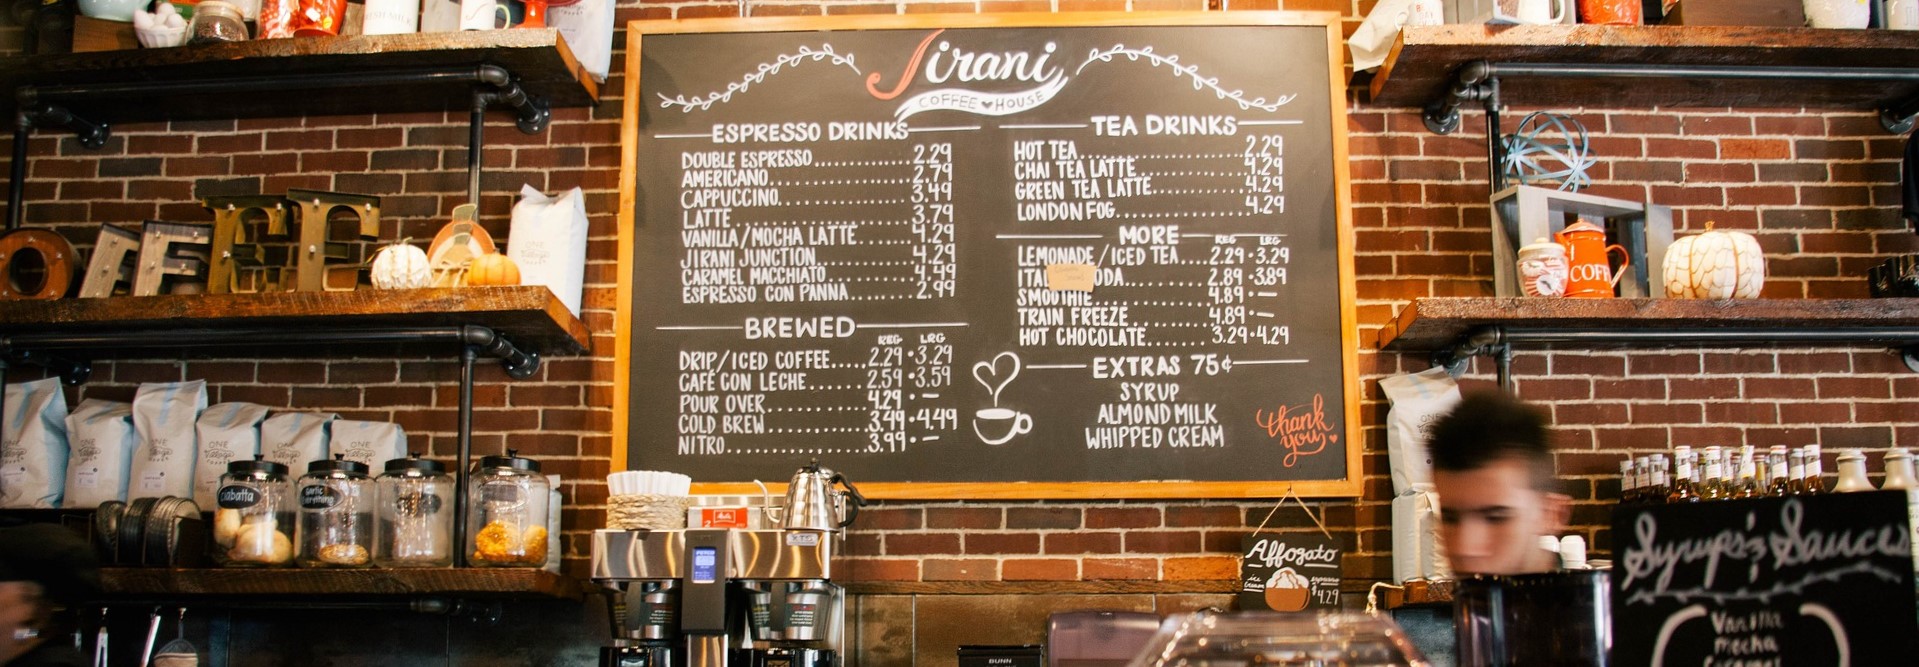 Jirani
COFFEE HOUSE
ESPRESSO DRINKS
DOUBLE ESPRESSO............2.29
AMERICANO..................2.79
CAPPUCCINO.................3.49
LATTE......................3.79
VANILLA/MOCHA LATTE.......4.29
JIRANI JUNCTION............4.29
CARAMEL MACCHIATO..........4.49
ESPRESSO CON PANNA.......2.99
BREWED
REG LRG
DRIP/ICED COFFEE.....2.29•3.29
CAFÉ CON LECHE......2.59•3.59
POUR OVER...........4.29•—
COLD BREW...........3.49•4.49
NITRO...............3.99•—
TEA DRINKS
HOT TEA....................2.29
CHAI TEA LATTE.............4.29
GREEN TEA LATTE............4.29
LONDON FOG.................4.29
MORE
REG LRG
LEMONADE/ICED TEA....2.29•3.29
ITAL ODA.............2.89•3.89
SMOOTHIE.............4.89•—
TRAIN FREEZE.........4.89•—
HOT CHOCOLATE........3.29•4.29
EXTRAS 75¢
SYRUP
ALMOND MILK
WHIPPED CREAM
thank
you
OFFEE
ONE
Village
COFF
ciabatta
Garlic
Everything
Melitta
BUNN
Affogato
ice
cream
espresso
$4.29
Syrups & Sauces
Vanilla
mocha